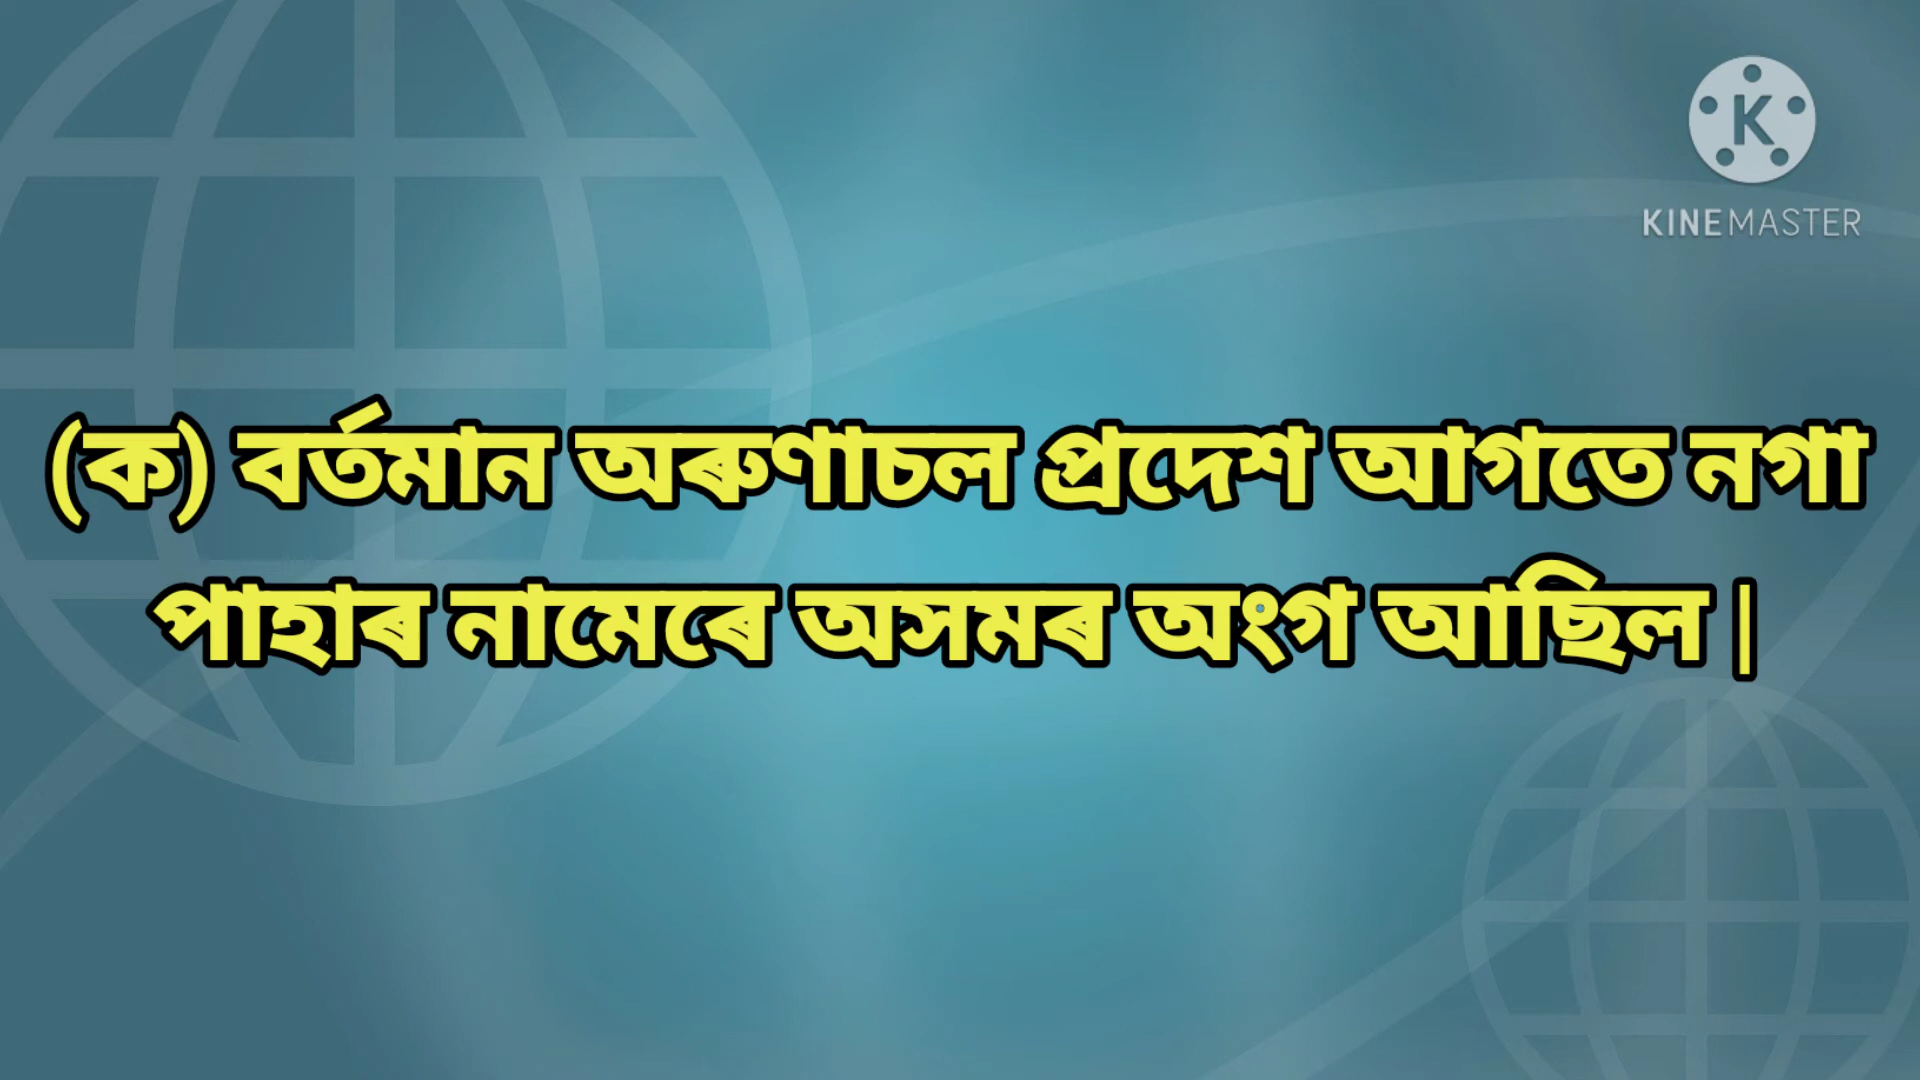 KINEMASTER
(ক) বৰ্তমান অৰুণাচল প্ৰদেশ আগতে নগা
পাহাৰ নামেৰে অসমৰ অংগ আছিল |